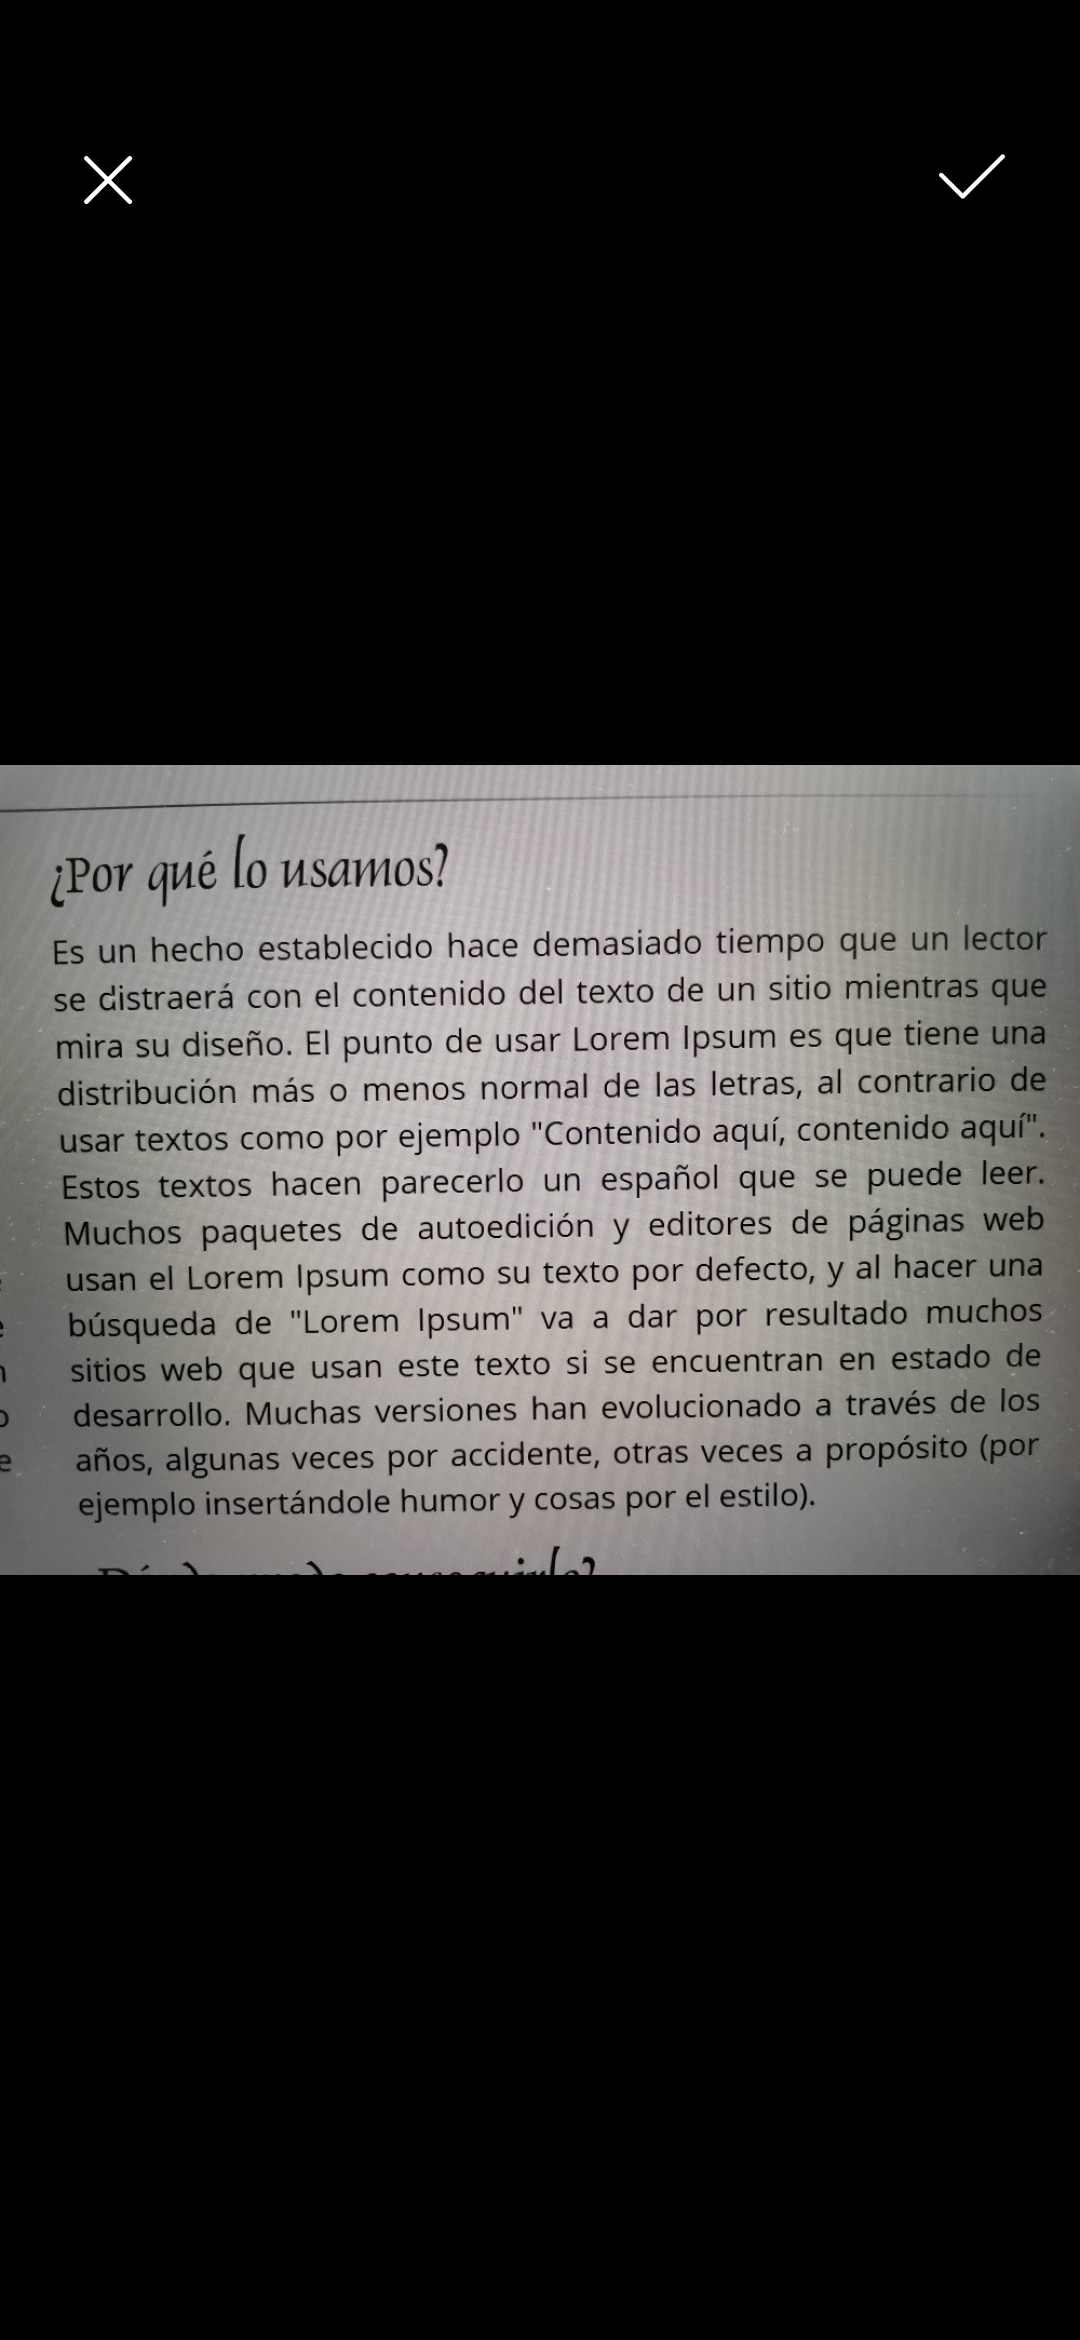 ¿Por qué lo usamos?
Es un hecho establecido hace demasiado tiempo que un lector
se distraerá con el contenido del texto de un sitio mientras que
mira su diseño. El punto de usar Lorem Ipsum es que tiene una
distribución más o menos normal de las letras, al contrario de
usar textos como por ejemplo "Contenido aquí, contenido aquí".
Estos textos hacen parecerlo un español que se puede leer.
Muchos paquetes de autoedición y editores de páginas web
usan el Lorem Ipsum como su texto por defecto, y al hacer una
búsqueda de "Lorem Ipsum" va a dar por resultado muchos
sitios web que usan este texto si se encuentran en estado de
desarrollo. Muchas versiones han evolucionado a través de los
años, algunas veces por accidente, otras veces a propósito (por
ejemplo insertándole humor y cosas por el estilo).